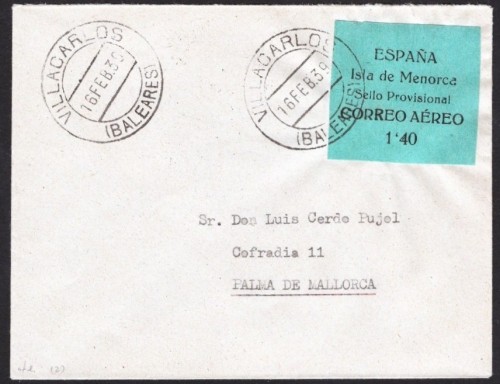 VILLACARLOS
16 FEB. 39
(BALEARES)
VILLACARLOS
16 FEB. 39
(BALEARES)
ESPAÑA
Isla de Menorca
Sello Provisional
CORREO AÉREO
1'40
Sr. Don Luis Cerdo Pujol
Cofradia 11
PALMA DE MALLORCA